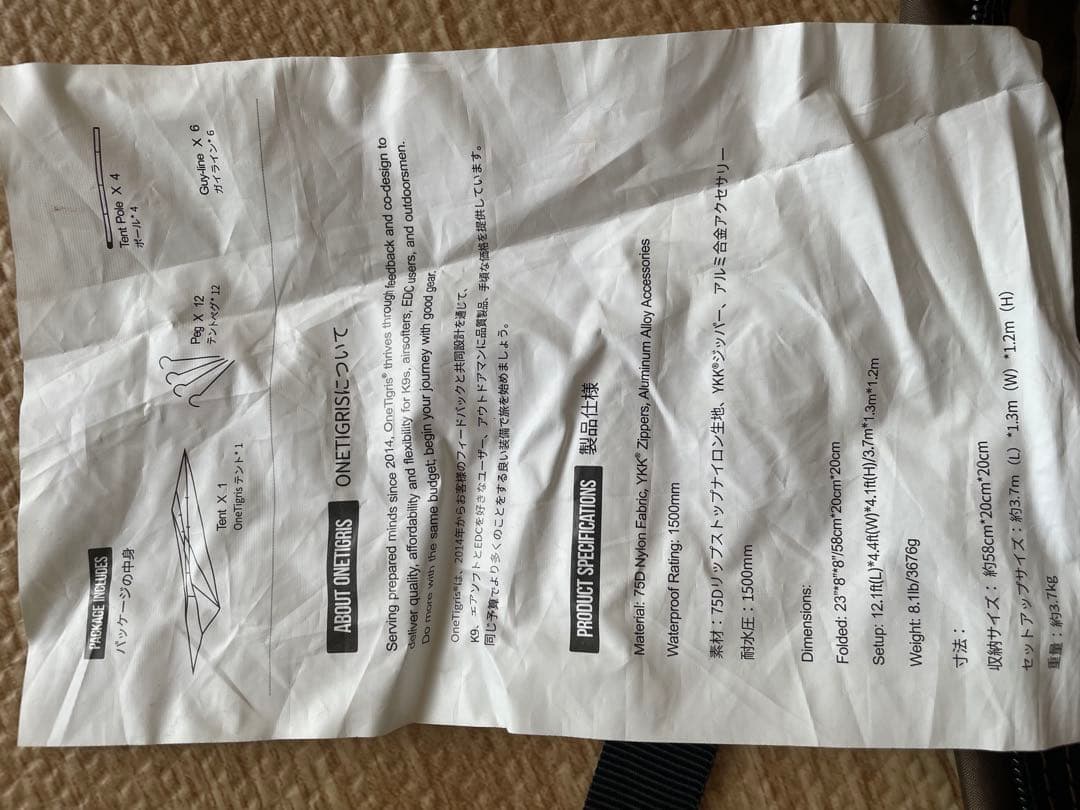 PACKAGE INCLUDES
パッケージの中身
Tent X 1
OneTigris テント* 1
Peg X 12
テントペグ* 12
Tent Pole X 4
ポール* 4
Guy-line X 6
ガイライン* 6
ABOUT ONETIGRIS ONETIGRISについて
Serving prepared minds since 2014, OneTigris® thrives through feedback and co-design to
deliver quality, affordability and flexibility for K9s, airsofters, EDC users, and outdoorsmen.
Do more with the same budget; begin your journey with good gear.
OneTigris®は、2014年からお客様のフィードバックと共同設計を通じて、
K9、エアソフトとEDCを好きなユーザー、アウトドアマンに品質製品、手頃な価格を提供しています。
同じ予算でより多くのことをする良い装備で旅を始めましょう。
PRODUCT SPECIFICATIONS 製品仕様
Material: 75D Nylon Fabric, YKK® Zippers, Aluminum Alloy Accessories
Waterproof Rating: 1500mm
素材：75Dリップストップナイロン生地、YKK®ジッパー、アルミ合金アクセサリー
耐水圧：1500mm
Dimensions:
Folded: 23"*8"*8"/58cm*20cm*20cm
Setup: 12.1ft(L)*4.4ft(W)*4.1ft(H)/3.7m*1.3m*1.2m
Weight: 8.1lb/3676g
寸法：
収納サイズ：約58cm*20cm*20cm
セットアップサイズ：約3.7m（L）*1.3m（W）*1.2m（H）
重量：約3.7kg